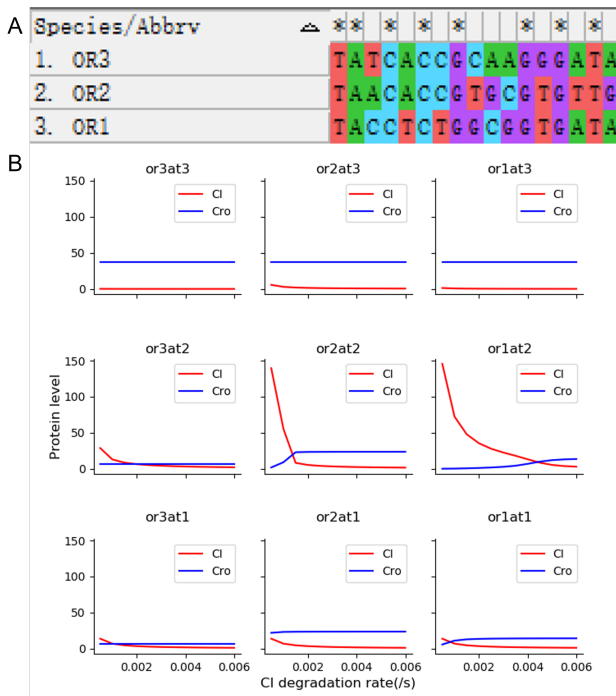 A
Species/Abbrv ** * * * * * *
1. OR3 TATCACCGCAAGGGATA
2. OR2 TAACACCGTGCGTGTTG
3. OR1 TACCTCTGGCGGTGATA
B
or3at3 or2at3 or1at3
150
100
50
0
CI
Cro
CI
Cro
CI
Cro
or3at2 or2at2 or1at2
Protein level
150
100
50
0
CI
Cro
CI
Cro
CI
Cro
or3at1 or2at1 or1at1
150
100
50
0
CI
Cro
CI
Cro
CI
Cro
0.002 0.004 0.006 0.002 0.004 0.006 0.002 0.004 0.006
CI degradation rate(/s)